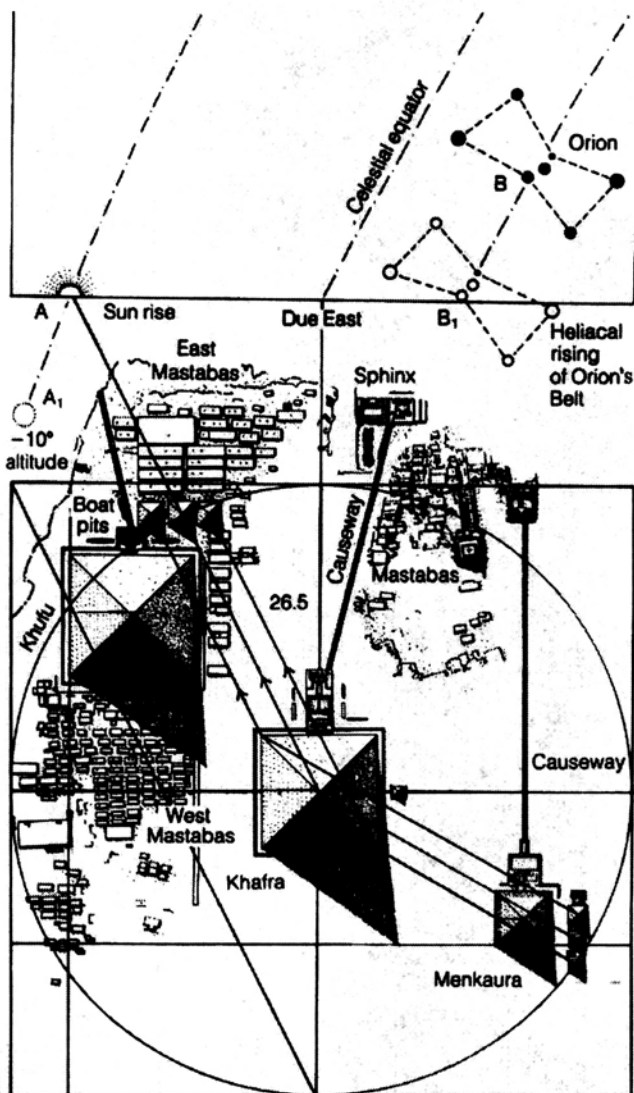 Celestial equator
Orion
B
A
Sun rise
Due East
B1
Heliacal
rising
of Orion's
Belt
East
Mastabas
Sphinx
A1
–10°
altitude
Boat
pits
Causeway
Mastabas
Khufu
26.5
Causeway
West
Mastabas
Khafra
Menkaura